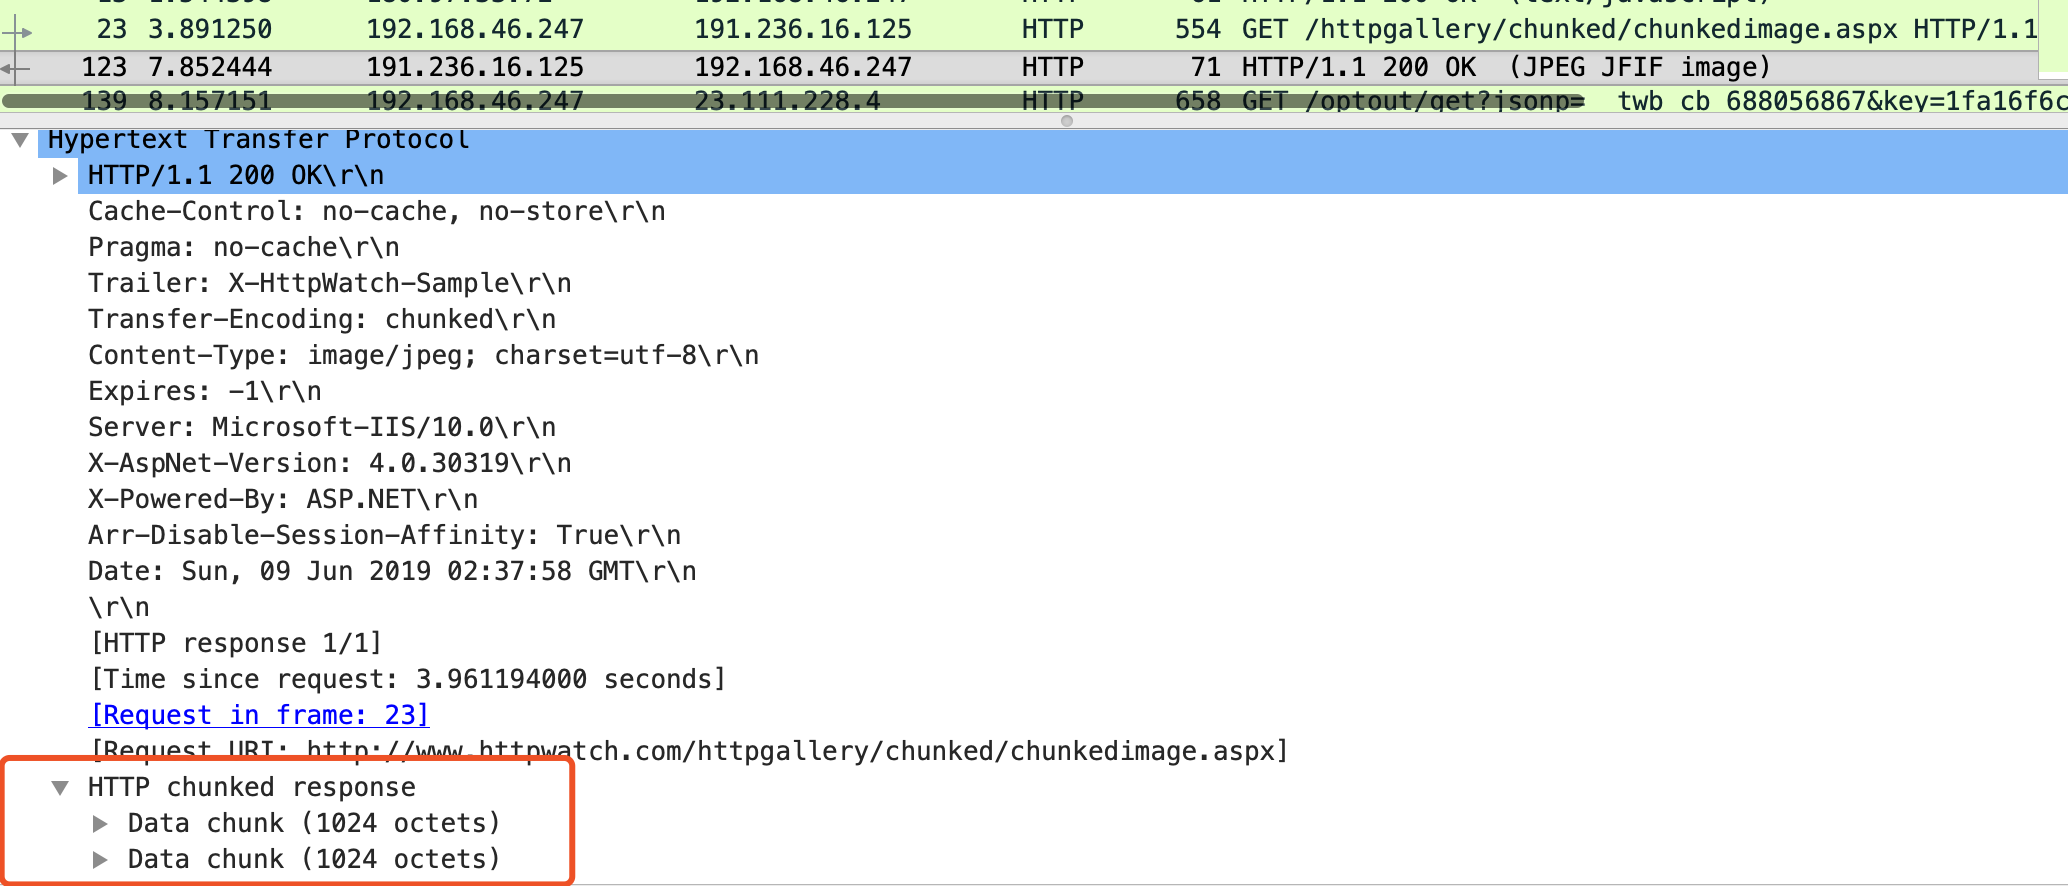 23 3.891250 192.168.46.247 191.236.16.125 HTTP 554 GET /httpgallery/chunked/chunkedimage.aspx HTTP/1.1
123 7.852444 191.236.16.125 192.168.46.247 HTTP 71 HTTP/1.1 200 OK (JPEG JFIF image)
139 8.157151 192.168.46.247 23.111.228.4 HTTP 658 GET /optout/get?jsonp=__twb_cb_688056867&key=1fa16f6c
Hypertext Transfer Protocol
HTTP/1.1 200 OK\r\n
Cache-Control: no-cache, no-store\r\n
Pragma: no-cache\r\n
Trailer: X-HttpWatch-Sample\r\n
Transfer-Encoding: chunked\r\n
Content-Type: image/jpeg; charset=utf-8\r\n
Expires: -1\r\n
Server: Microsoft-IIS/10.0\r\n
X-AspNet-Version: 4.0.30319\r\n
X-Powered-By: ASP.NET\r\n
Arr-Disable-Session-Affinity: True\r\n
Date: Sun, 09 Jun 2019 02:37:58 GMT\r\n
\r\n
[HTTP response 1/1]
[Time since request: 3.961194000 seconds]
[Request in frame: 23]
[Request URI: http://www.httpwatch.com/httpgallery/chunked/chunkedimage.aspx]
HTTP chunked response
Data chunk (1024 octets)
Data chunk (1024 octets)